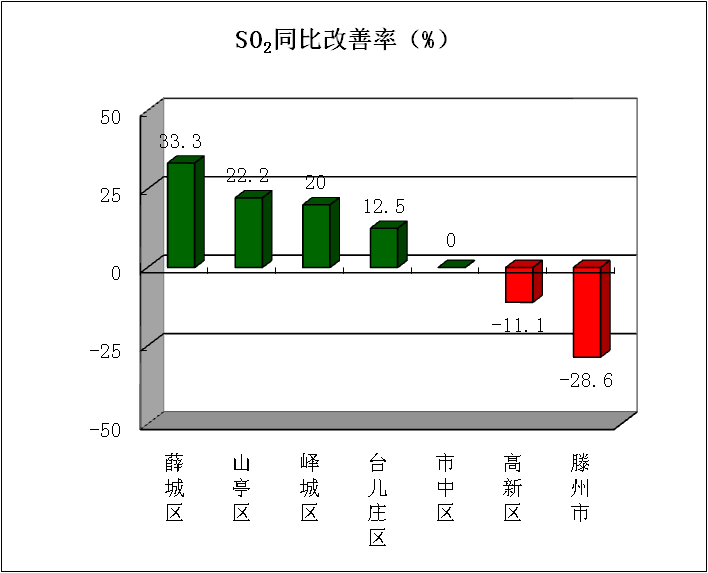 SO₂同比改善率（%）
50
25
0
-25
-50
33.3
22.2
20
12.5
0
-11.1
-28.6
薛城区
山亭区
峄城区
台儿庄区
市中区
高新区
滕州市